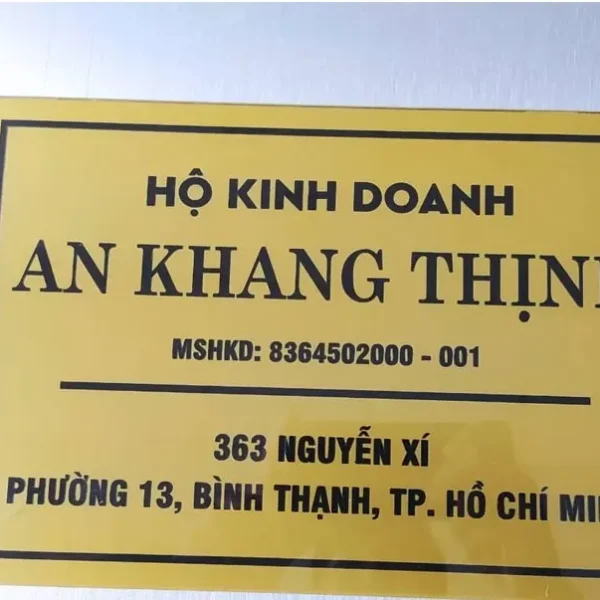 HỘ KINH DOANH
AN KHANG THỊN
MSHKD: 8364502000 - 001
363 NGUYỄN XÍ
PHƯỜNG 13, BÌNH THẠNH, TP. HỒ CHÍ MI